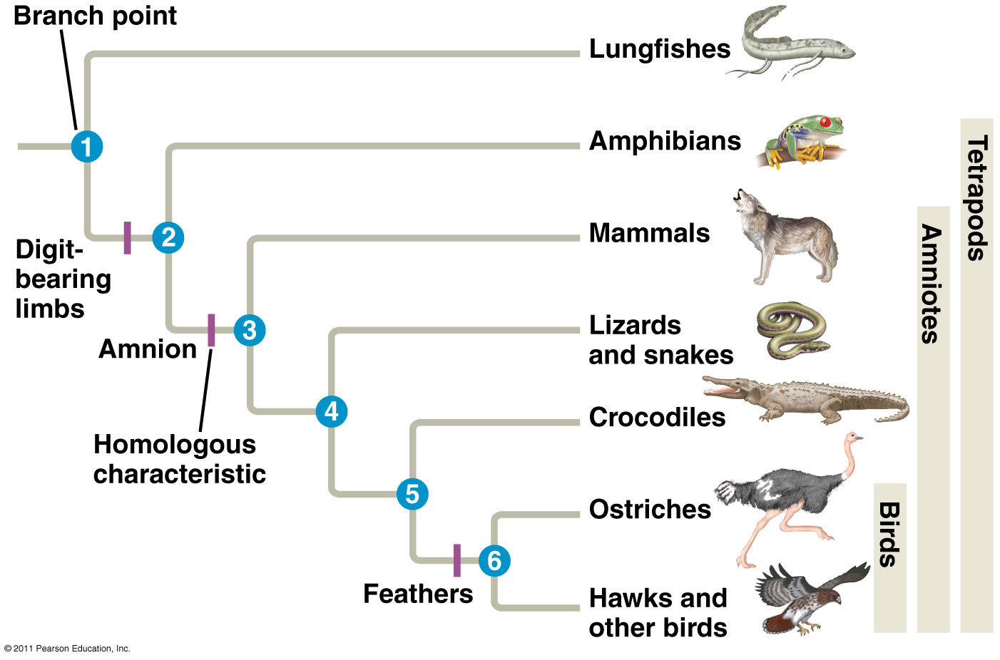 Branch point
Lungfishes
1
Amphibians
Tetrapods
2
Digit-
bearing
limbs
Mammals
Amniotes
3
Amnion
Lizards
and snakes
4
Crocodiles
Homologous
characteristic
5
Ostriches
Birds
6
Feathers
Hawks and
other birds
© 2011 Pearson Education, Inc.